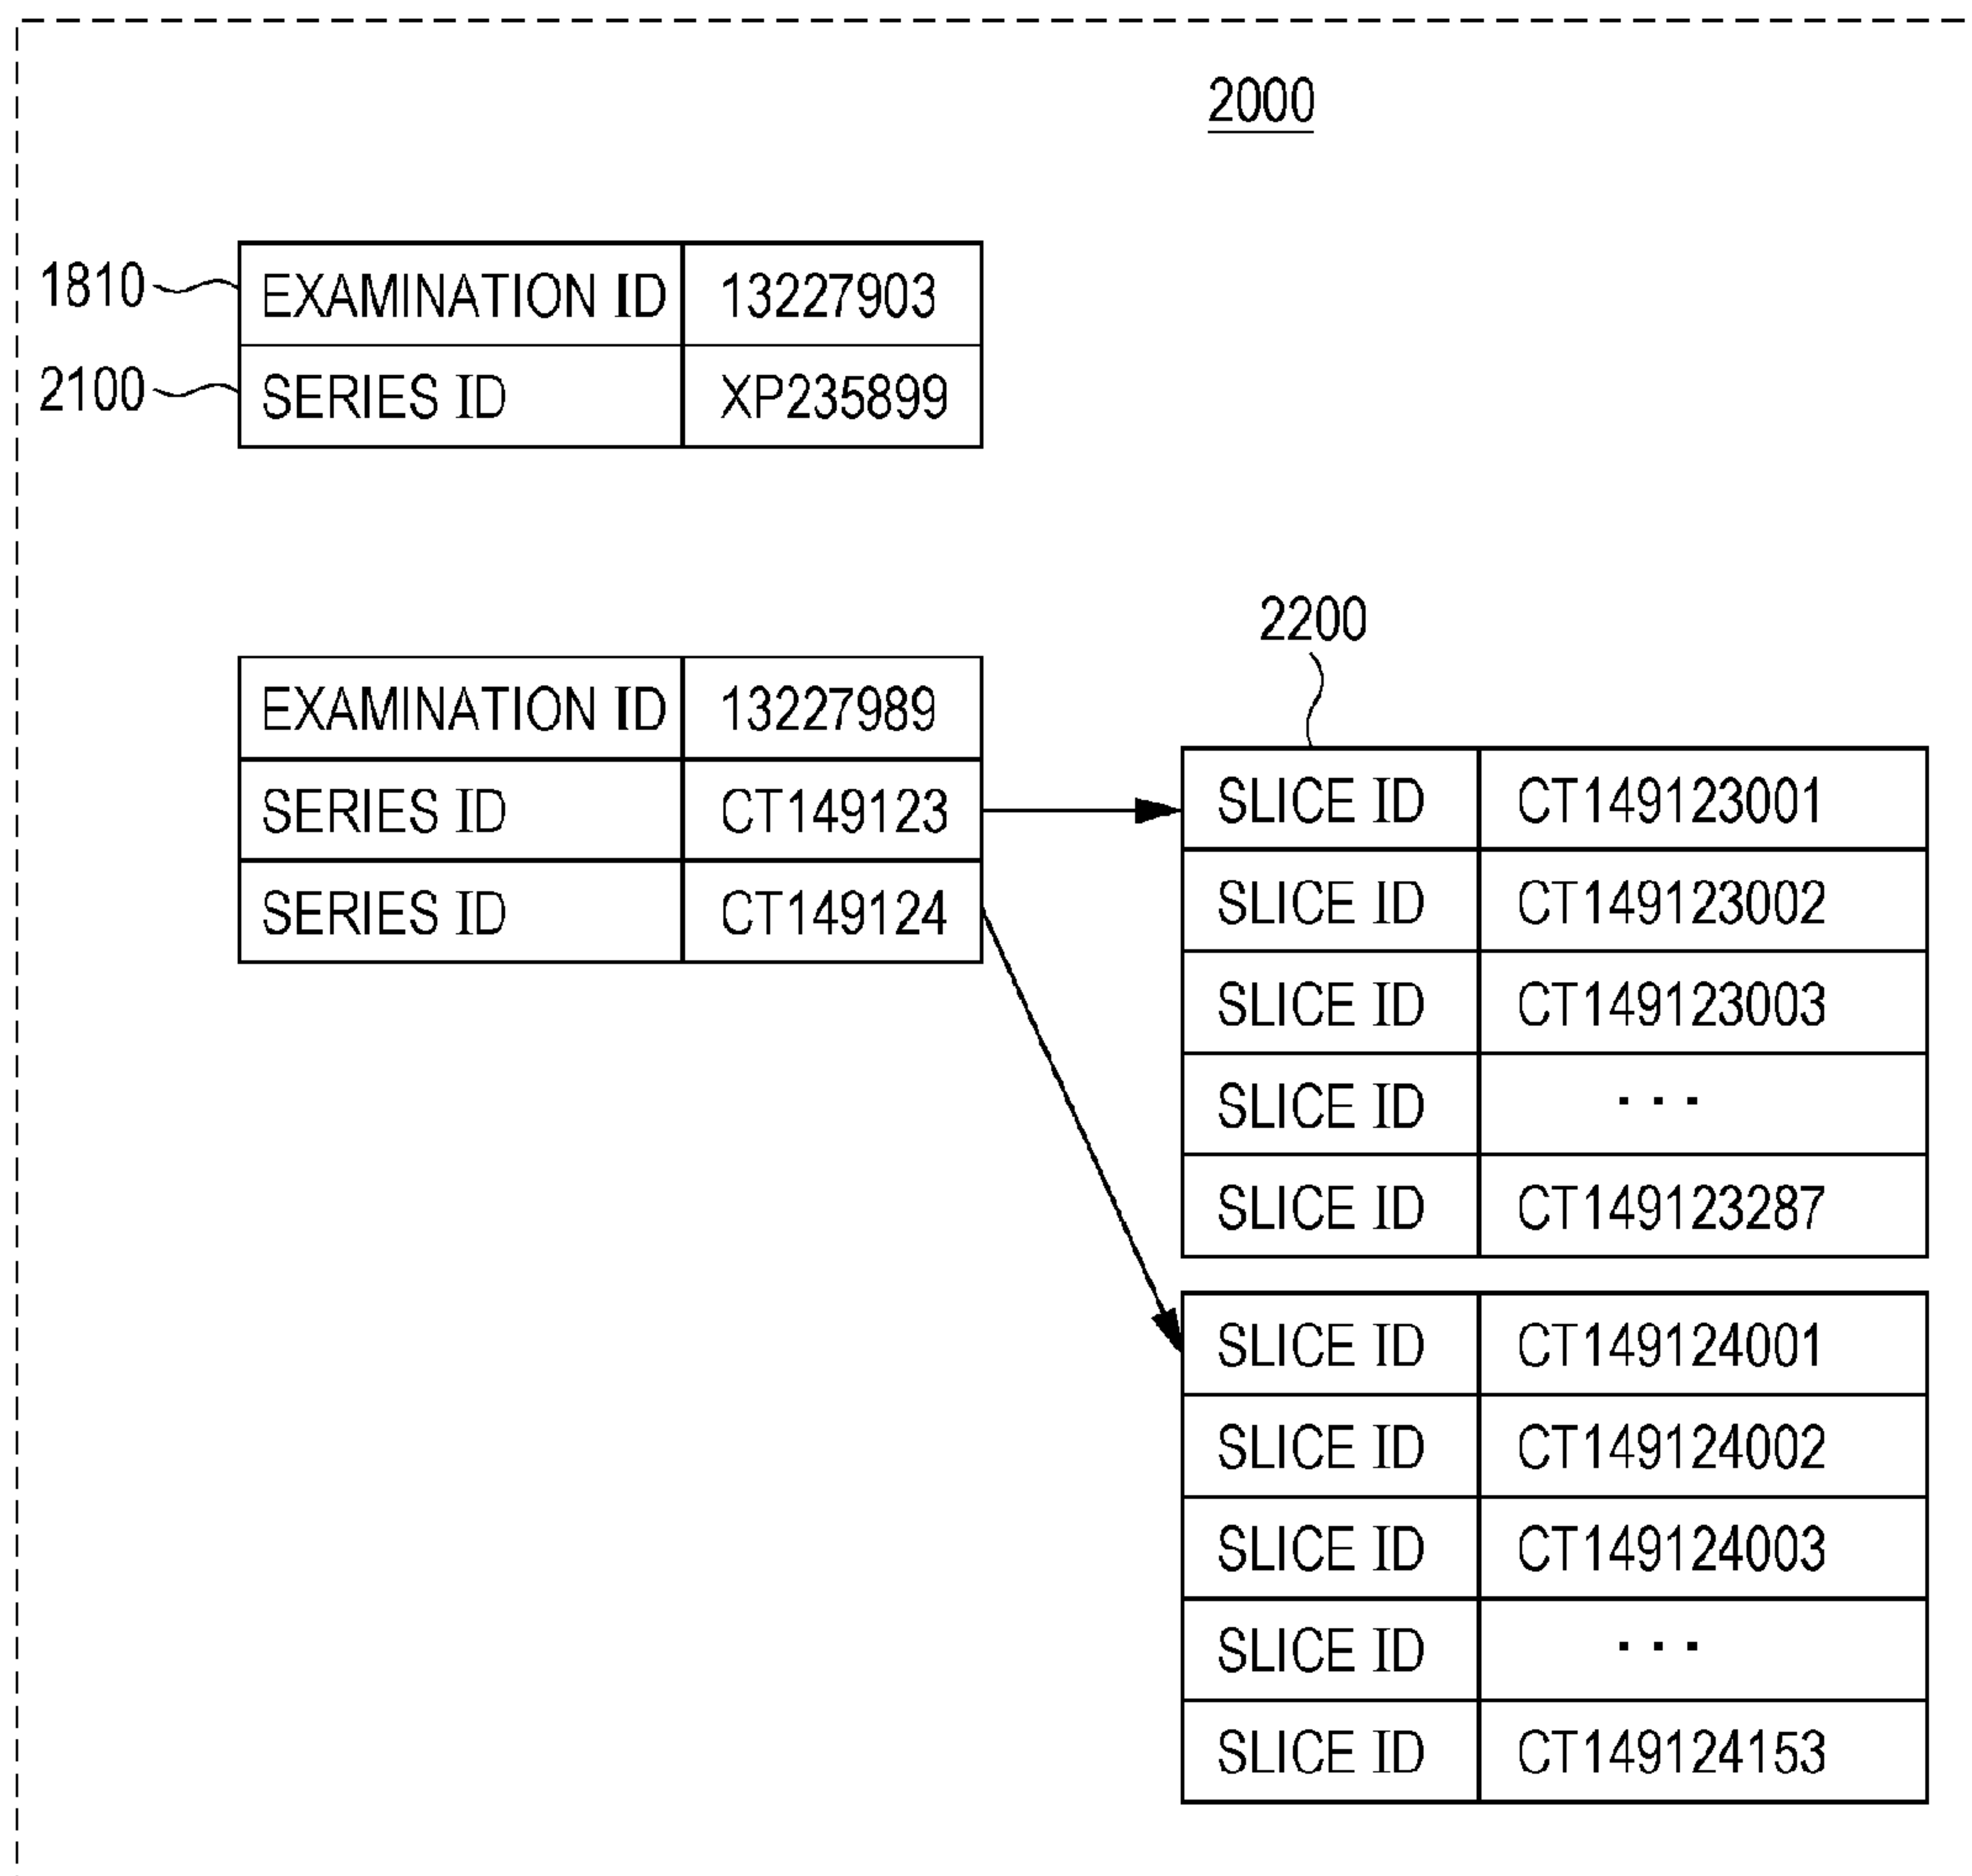 2000
1810 EXAMINATION ID 13227903
2100 SERIES ID XP235899
2200
EXAMINATION ID 13227989
SERIES ID CT149123
SERIES ID CT149124
SLICE ID CT149123001
SLICE ID CT149123002
SLICE ID CT149123003
SLICE ID ...
SLICE ID CT149123287
SLICE ID CT149124001
SLICE ID CT149124002
SLICE ID CT149124003
SLICE ID ...
SLICE ID CT149124153